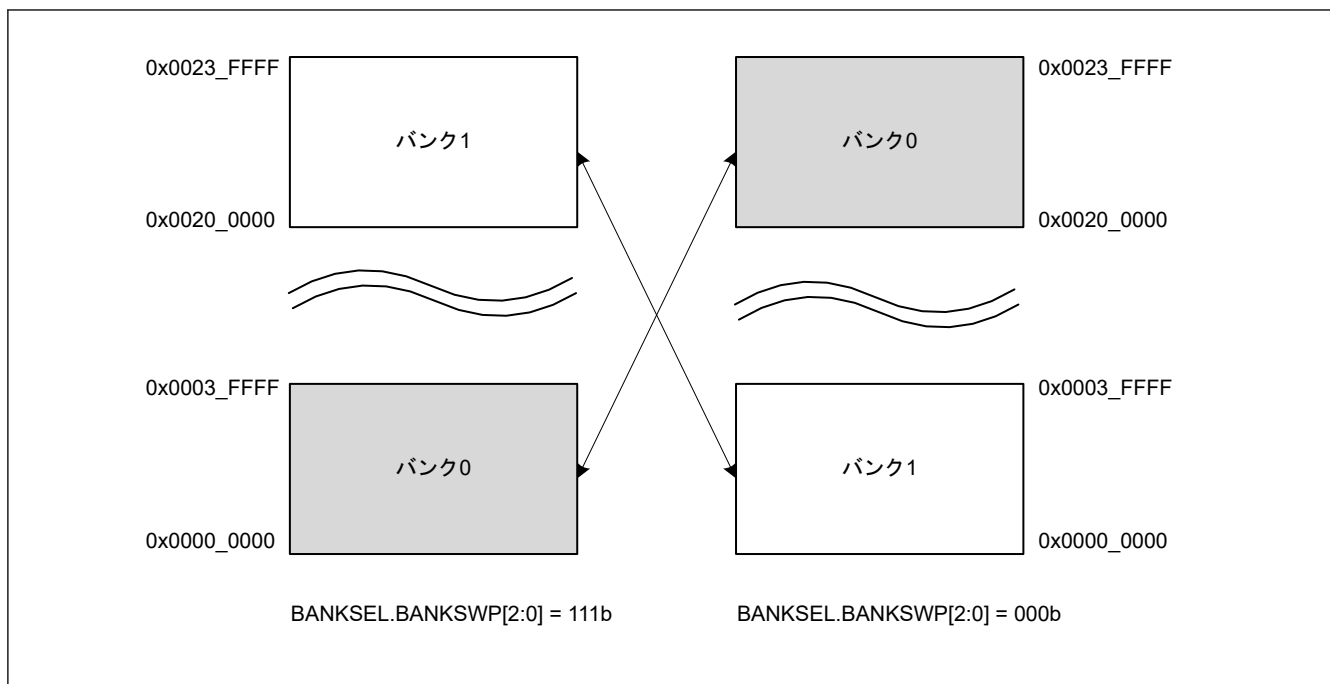 0x0023_FFFF
バンク1
0x0020_0000
0x0003_FFFF
バンク0
0x0000_0000
BANKSEL.BANKSWP[2:0] = 111b
0x0023_FFFF
バンク0
0x0020_0000
0x0003_FFFF
バンク1
0x0000_0000
BANKSEL.BANKSWP[2:0] = 000b